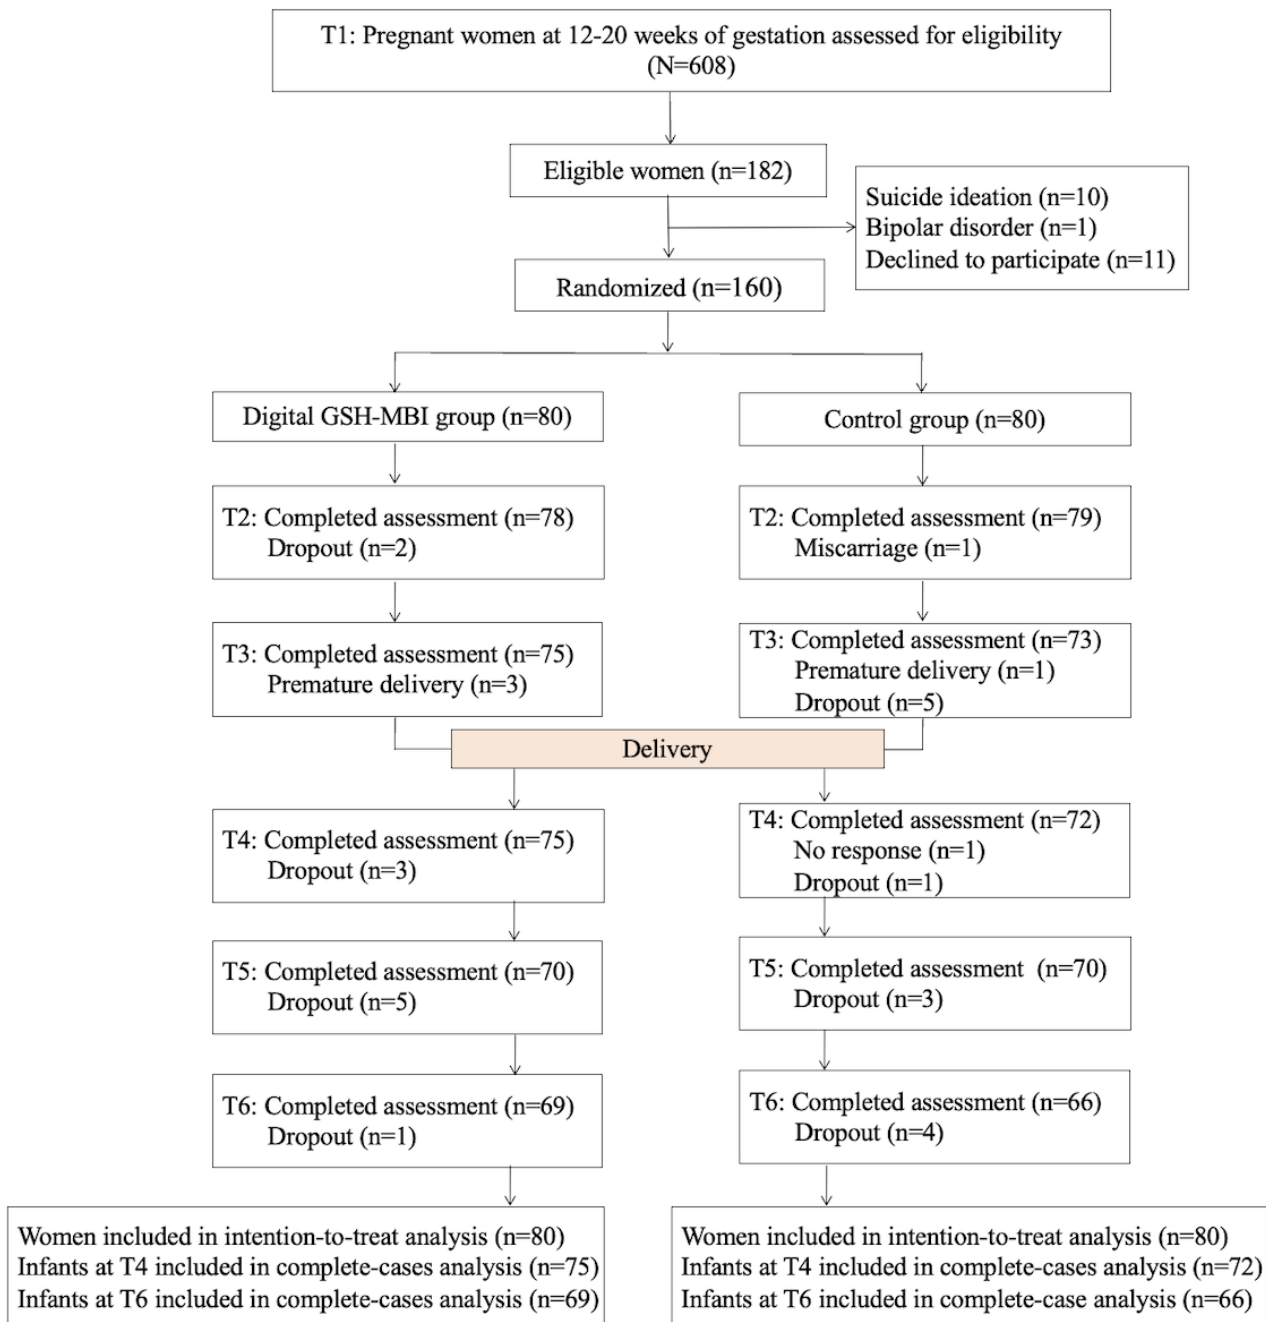 T1: Pregnant women at 12-20 weeks of gestation assessed for eligibility
(N=608)
Eligible women (n=182)
Suicide ideation (n=10)
Bipolar disorder (n=1)
Declined to participate (n=11)
Randomized (n=160)
Digital GSH-MBI group (n=80)
Control group (n=80)
T2: Completed assessment (n=78)
Dropout (n=2)
T2: Completed assessment (n=79)
Miscarriage (n=1)
T3: Completed assessment (n=75)
Premature delivery (n=3)
T3: Completed assessment (n=73)
Premature delivery (n=1)
Dropout (n=5)
Delivery
T4: Completed assessment (n=75)
Dropout (n=3)
T4: Completed assessment (n=72)
No response (n=1)
Dropout (n=1)
T5: Completed assessment (n=70)
Dropout (n=5)
T5: Completed assessment (n=70)
Dropout (n=3)
T6: Completed assessment (n=69)
Dropout (n=1)
T6: Completed assessment (n=66)
Dropout (n=4)
Women included in intention-to-treat analysis (n=80)
Infants at T4 included in complete-cases analysis (n=75)
Infants at T6 included in complete-cases analysis (n=69)
Women included in intention-to-treat analysis (n=80)
Infants at T4 included in complete-cases analysis (n=72)
Infants at T6 included in complete-case analysis (n=66)